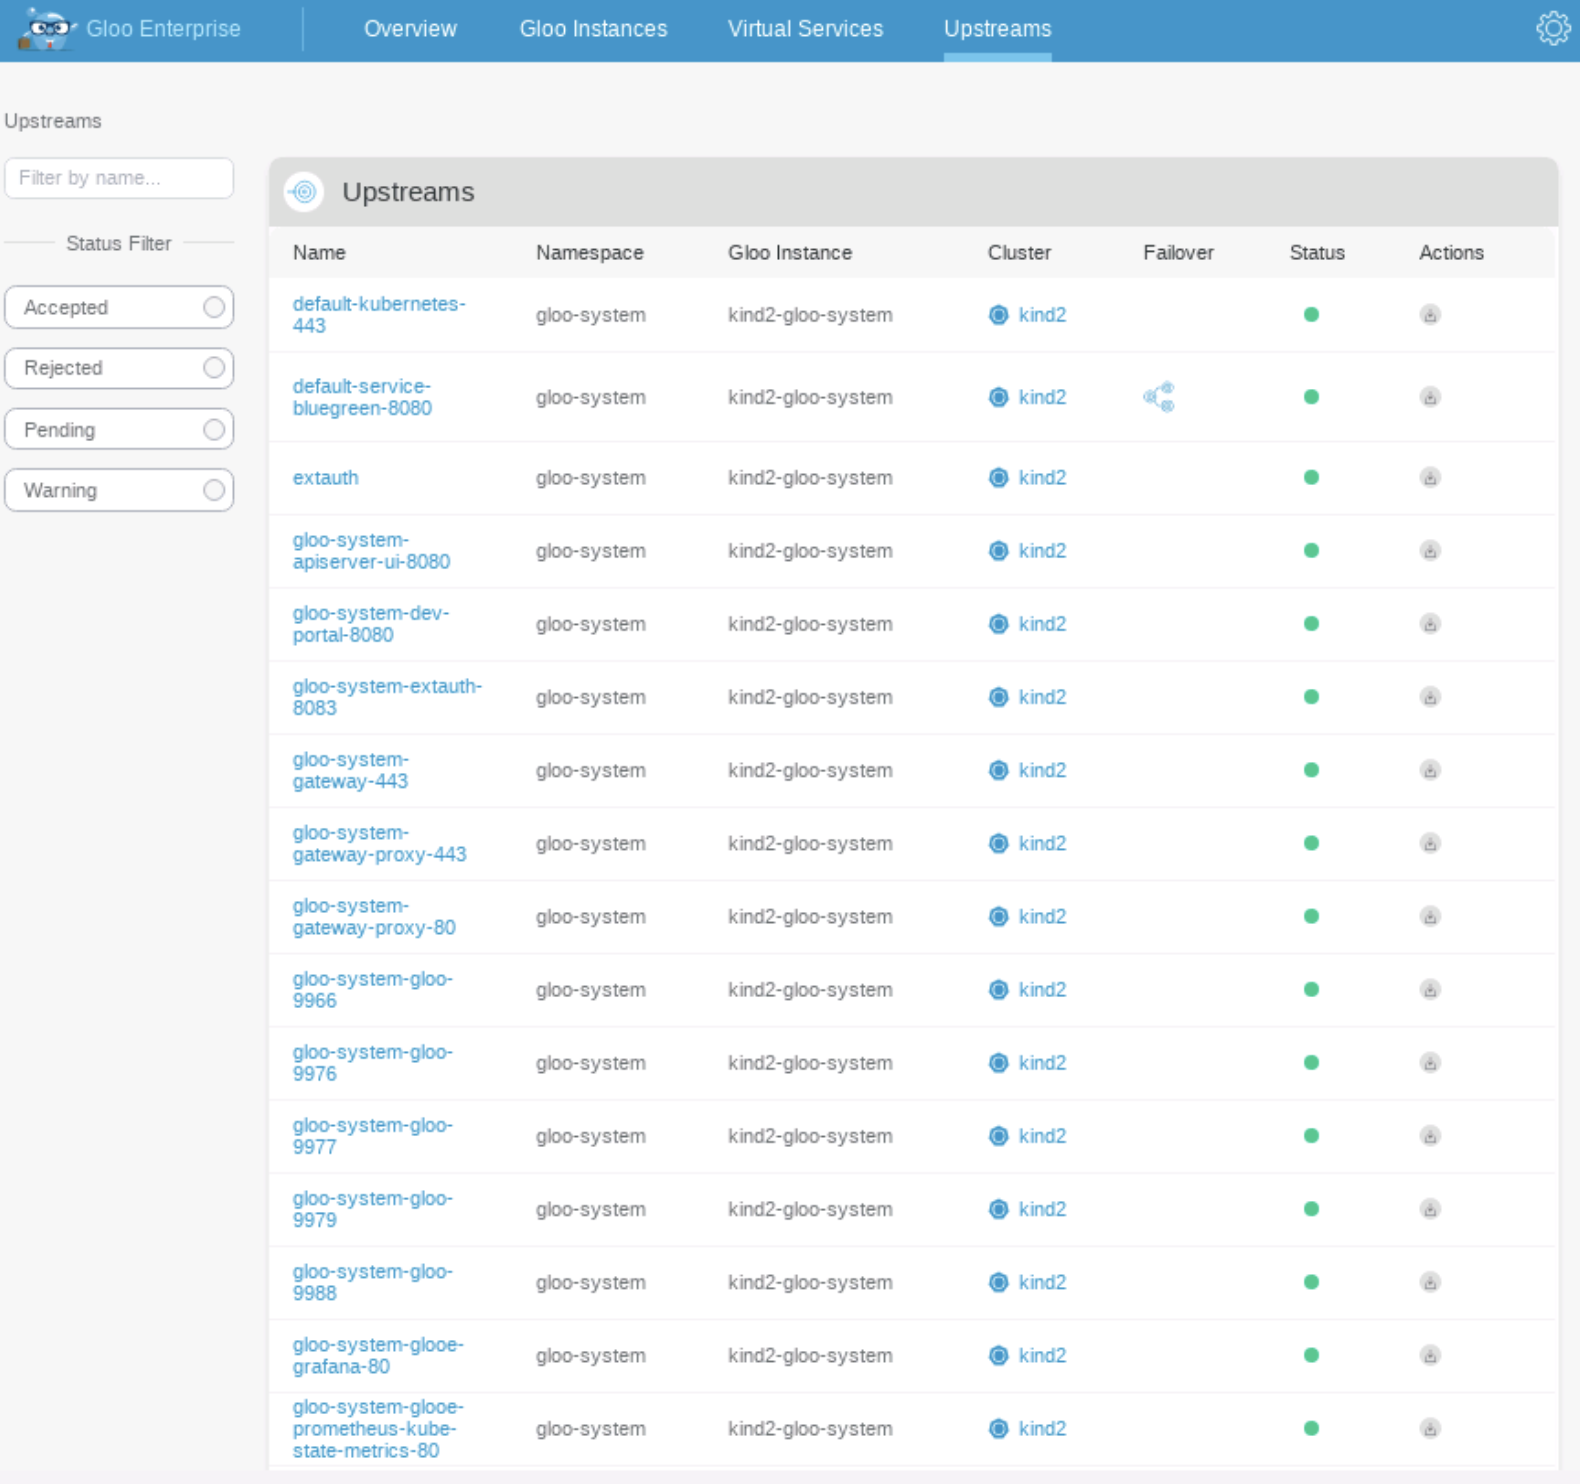 Gloo Enterprise Overview Gloo Instances Virtual Services Upstreams
Upstreams
Filter by name...
Status Filter
Accepted
Rejected
Pending
Warning
Upstreams
Name Namespace Gloo Instance Cluster Failover Status Actions
default-kubernetes-
443
gloo-system kind2-gloo-system kind2
default-service-
bluegreen-8080
gloo-system kind2-gloo-system kind2
extauth gloo-system kind2-gloo-system kind2
gloo-system-
apiserver-ui-8080
gloo-system kind2-gloo-system kind2
gloo-system-dev-
portal-8080
gloo-system kind2-gloo-system kind2
gloo-system-extauth-
8083
gloo-system kind2-gloo-system kind2
gloo-system-
gateway-443
gloo-system kind2-gloo-system kind2
gloo-system-
gateway-proxy-443
gloo-system kind2-gloo-system kind2
gloo-system-
gateway-proxy-80
gloo-system kind2-gloo-system kind2
gloo-system-gloo-
9966
gloo-system kind2-gloo-system kind2
gloo-system-gloo-
9976
gloo-system kind2-gloo-system kind2
gloo-system-gloo-
9977
gloo-system kind2-gloo-system kind2
gloo-system-gloo-
9979
gloo-system kind2-gloo-system kind2
gloo-system-gloo-
9988
gloo-system kind2-gloo-system kind2
gloo-system-glooe-
grafana-80
gloo-system kind2-gloo-system kind2
gloo-system-glooe-
prometheus-kube-
state-metrics-80
gloo-system kind2-gloo-system kind2